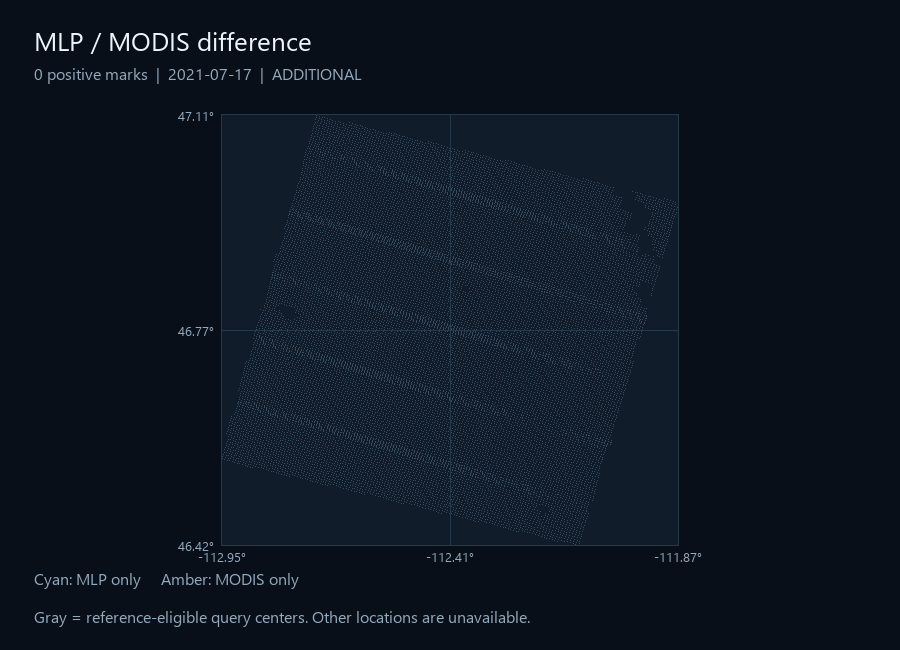 MLP / MODIS difference
0 positive marks | 2021-07-17 | ADDITIONAL
47.11°
46.77°
46.42°
-112.95° -112.41° -111.87°
Cyan: MLP only Amber: MODIS only
Gray = reference-eligible query centers. Other locations are unavailable.